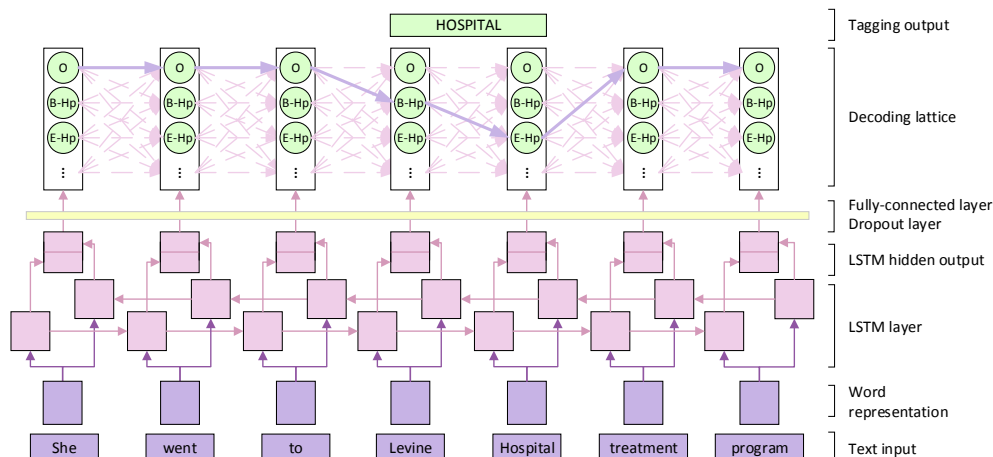 HOSPITAL
Tagging output
O O O O O O O
B-Hp B-Hp B-Hp B-Hp B-Hp B-Hp B-Hp
Decoding lattice
E-Hp E-Hp E-Hp E-Hp E-Hp E-Hp E-Hp
... ... ... ... ... ... ...
Fully-connected layer
Dropout layer
LSTM hidden output
LSTM layer
Word
representation
She went to Levine Hospital treatment program
Text input